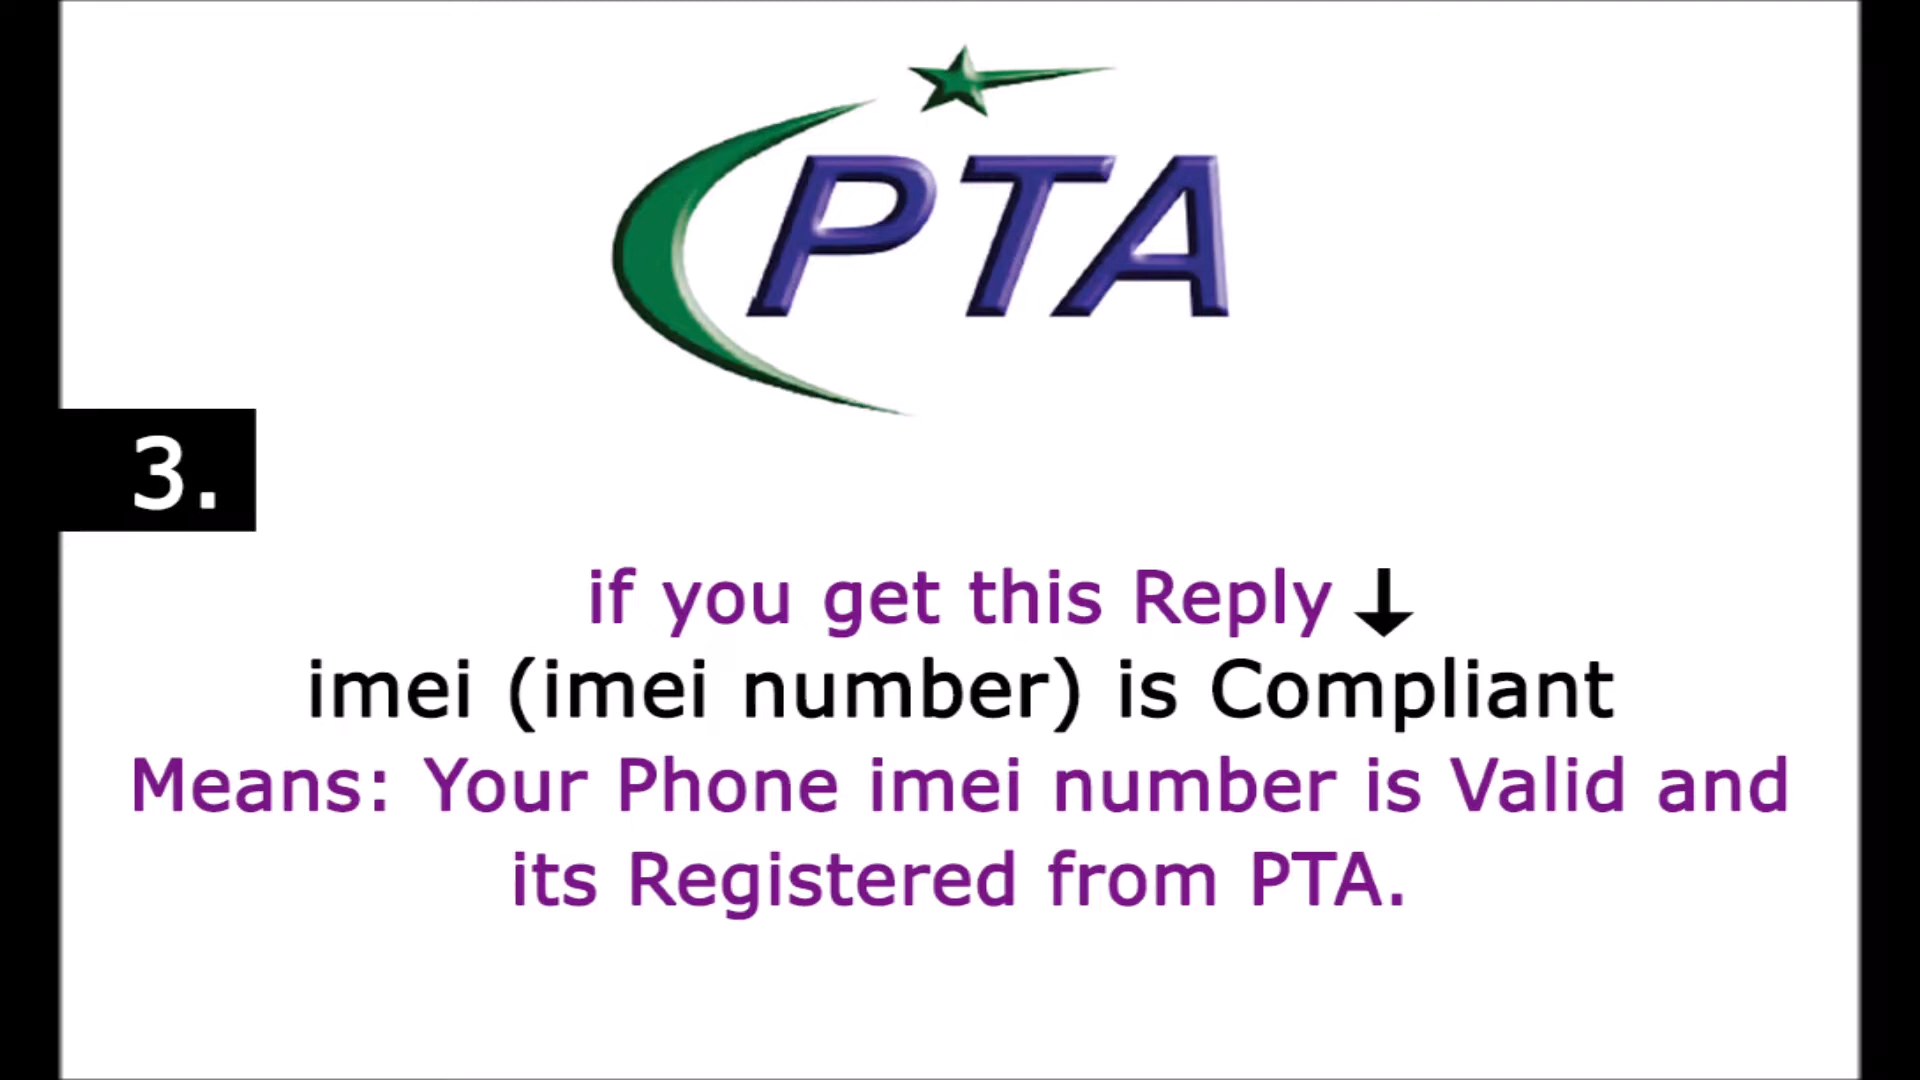 PTA
3.
if you get this Reply ↓
imei (imei number) is Compliant
Means: Your Phone imei number is Valid and
its Registered from PTA.